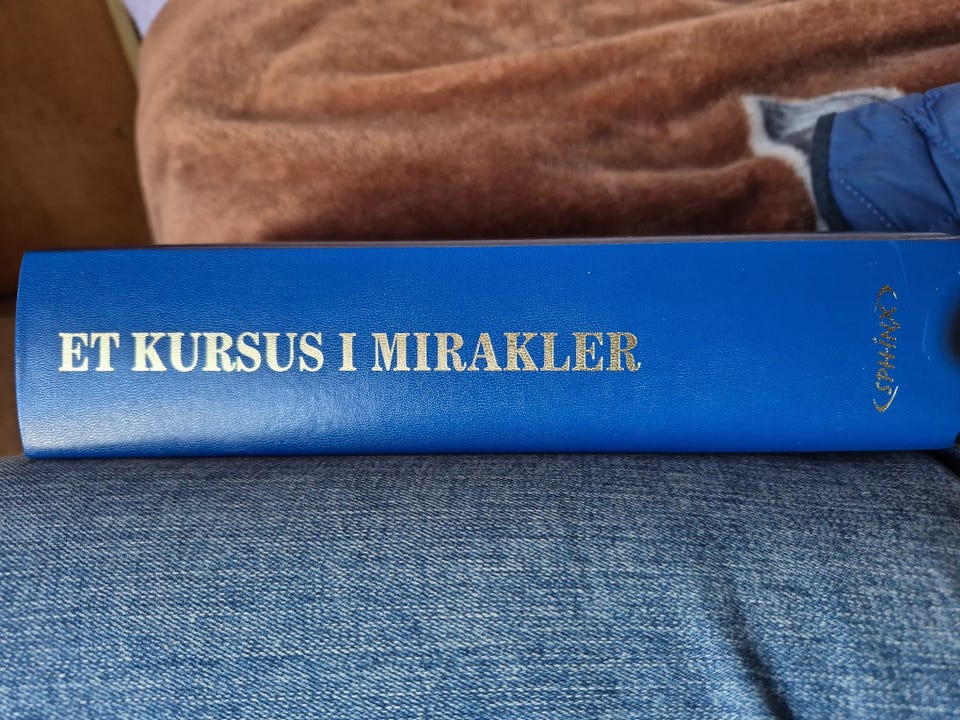 ET KURSUS I MIRAKLER
SPHINX